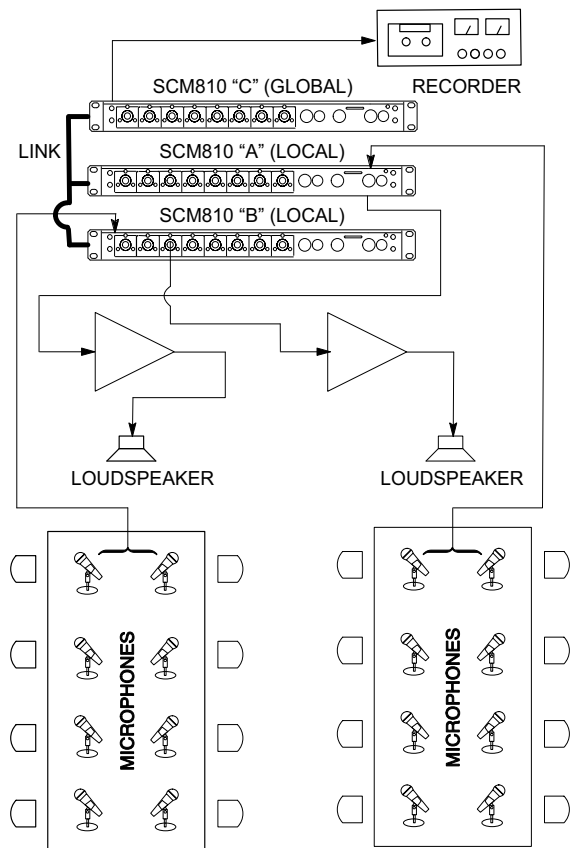 SCM810 “C” (GLOBAL)
RECORDER
LINK
SCM810 “A” (LOCAL)
SCM810 “B” (LOCAL)
LOUDSPEAKER
LOUDSPEAKER
MICROPHONES
MICROPHONES